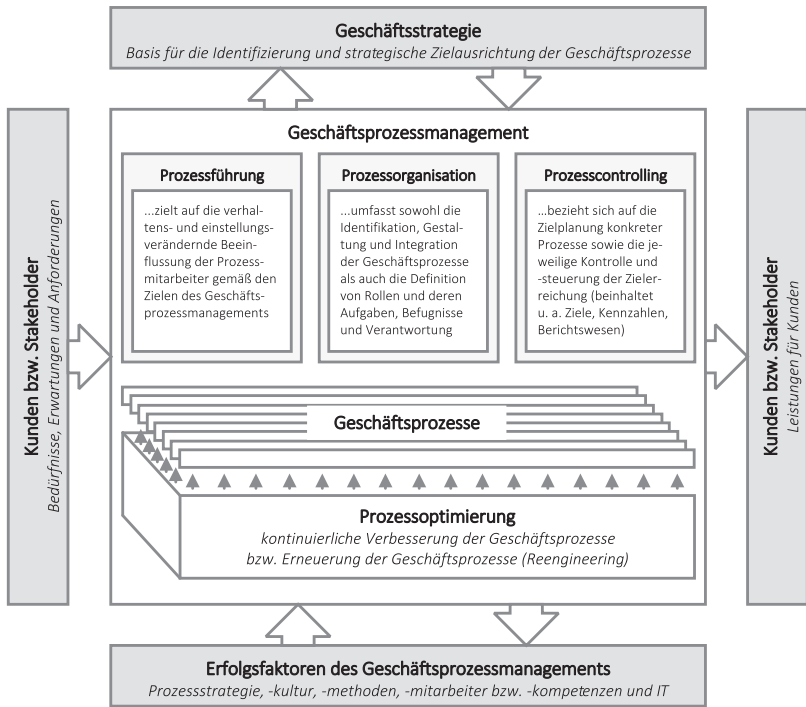 Geschäftsstrategie
Basis für die Identifizierung und strategische Zielausrichtung der Geschäftsprozesse
Kunden bzw. Stakeholder
Bedürfnisse, Erwartungen und Anforderungen
Geschäftsprozessmanagement
Prozessführung
...zielt auf die verhal-
tens- und einstellungs-
verändernde Beein-
flussung der Prozess-
mitarbeiter gemäß den
Zielen des Geschäfts-
prozessmanagements
Prozessorganisation
...umfasst sowohl die
Identifikation, Gestal-
tung und Integration
der Geschäftsprozesse
als auch die Definition
von Rollen und deren
Aufgaben, Befugnisse
und Verantwortung
Prozesscontrolling
...bezieht sich auf die
Zielplanung konkreter
Prozesse sowie die je-
weilige Kontrolle und
-steuerung der Zieler-
reichung (beinhaltet
u. a. Ziele, Kennzahlen,
Berichtswesen)
Geschäftsprozesse
Prozessoptimierung
kontinuierliche Verbesserung der Geschäftsprozesse
bzw. Erneuerung der Geschäftsprozesse (Reengineering)
Kunden bzw. Stakeholder
Leistungen für Kunden
Erfolgsfaktoren des Geschäftsprozessmanagements
Prozessstrategie, -kultur, -methoden, -mitarbeiter bzw. -kompetenzen und IT